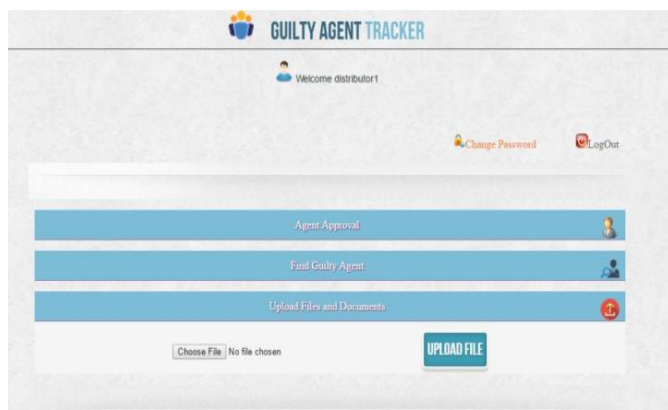 GUILTY AGENT TRACKER
Welcome distributor1
Change Password LogOut
Agent Approval
Find Guilty Agent
Upload Files and Documents
Choose File No file chosen UPLOAD FILE